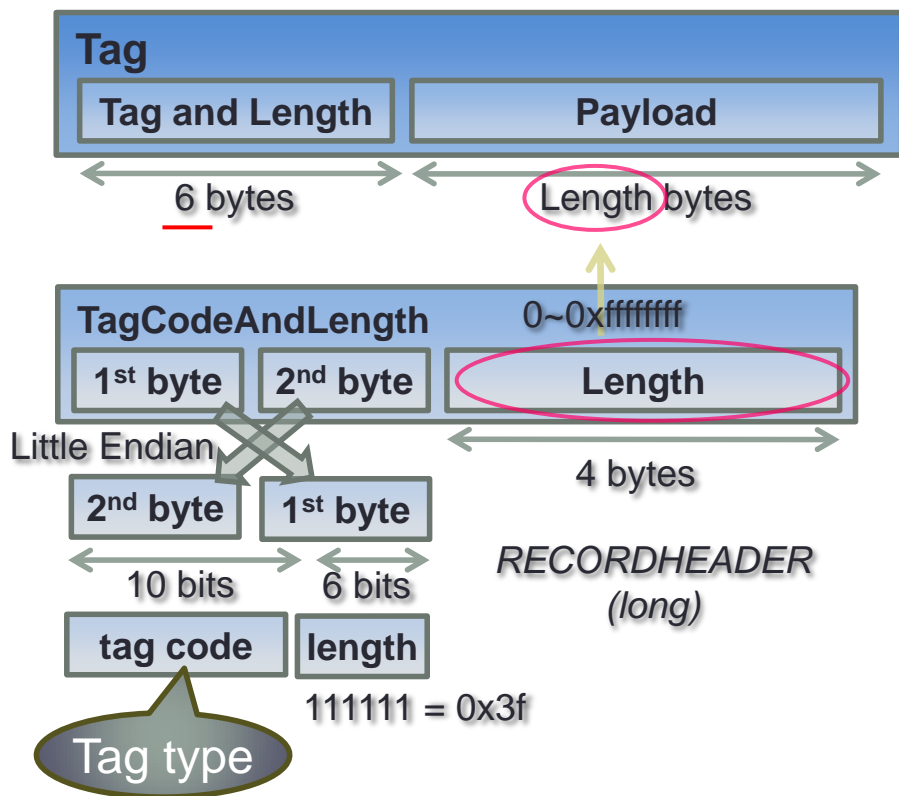 Tag
Tag and Length Payload
6 bytes Length bytes
0~0xffffffff
TagCodeAndLength
1st byte 2nd byte Length
Little Endian
4 bytes
2nd byte 1st byte
10 bits 6 bits
RECORDHEADER
(long)
tag code length
111111 = 0x3f
Tag type